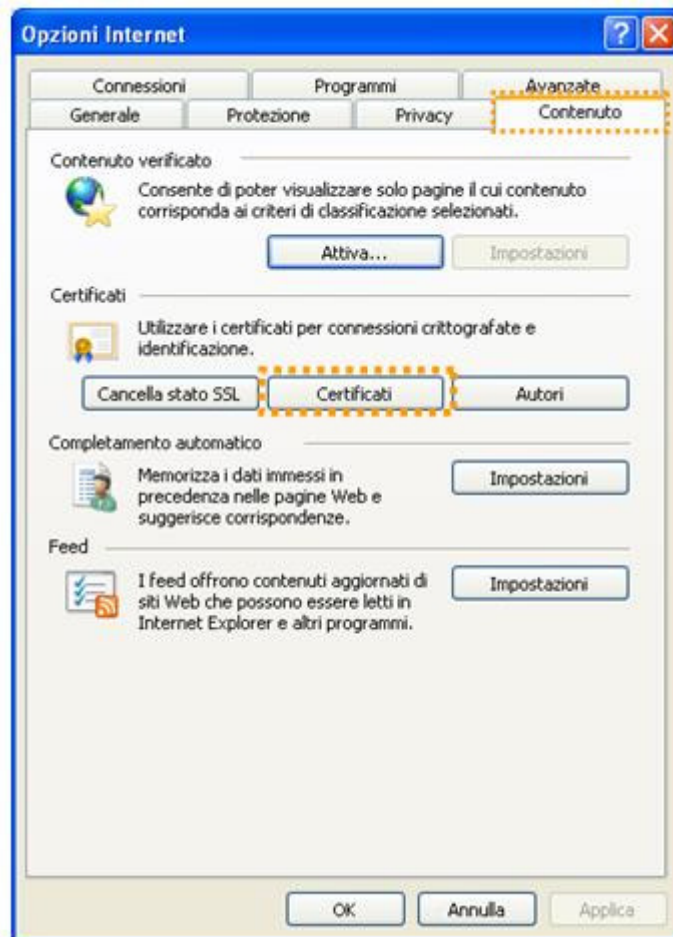 Opzioni Internet
Connessioni Programmi Avanzate
Generale Protezione Privacy Contenuto
Contenuto verificato
Consente di poter visualizzare solo pagine il cui contenuto
corrisponda ai criteri di classificazione selezionati.
Attiva... Impostazioni
Certificati
Utilizzare i certificati per connessioni crittografate e
identificazione.
Cancella stato SSL Certificati Autori
Completamento automatico
Memorizza i dati immessi in
precedenza nelle pagine Web e
suggerisce corrispondenze.
Impostazioni
Feed
I feed offrono contenuti aggiornati di
siti Web che possono essere letti in
Internet Explorer e altri programmi.
Impostazioni
OK Annulla Applica